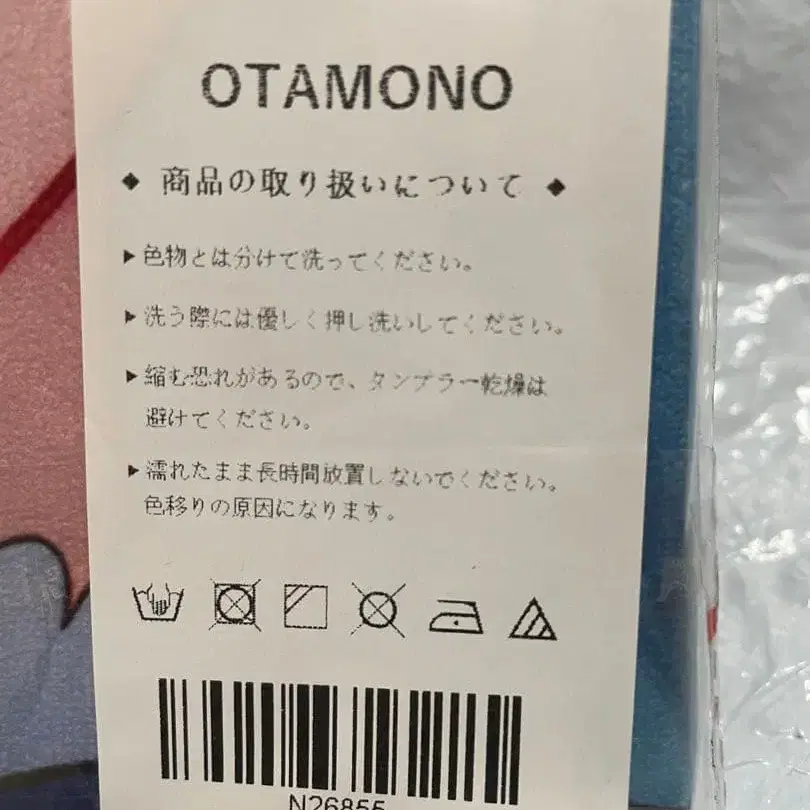 OTAMONO
◆ 商品の取り扱いについて ◆
▶色物とは分けて洗ってください。
▶洗う際には優しく押し洗いしてください。
▶縮む恐れがあるので、タンブラー乾燥は
避けてください。
▶濡れたまま長時間放置しないでください。
色移りの原因になります。
N26855